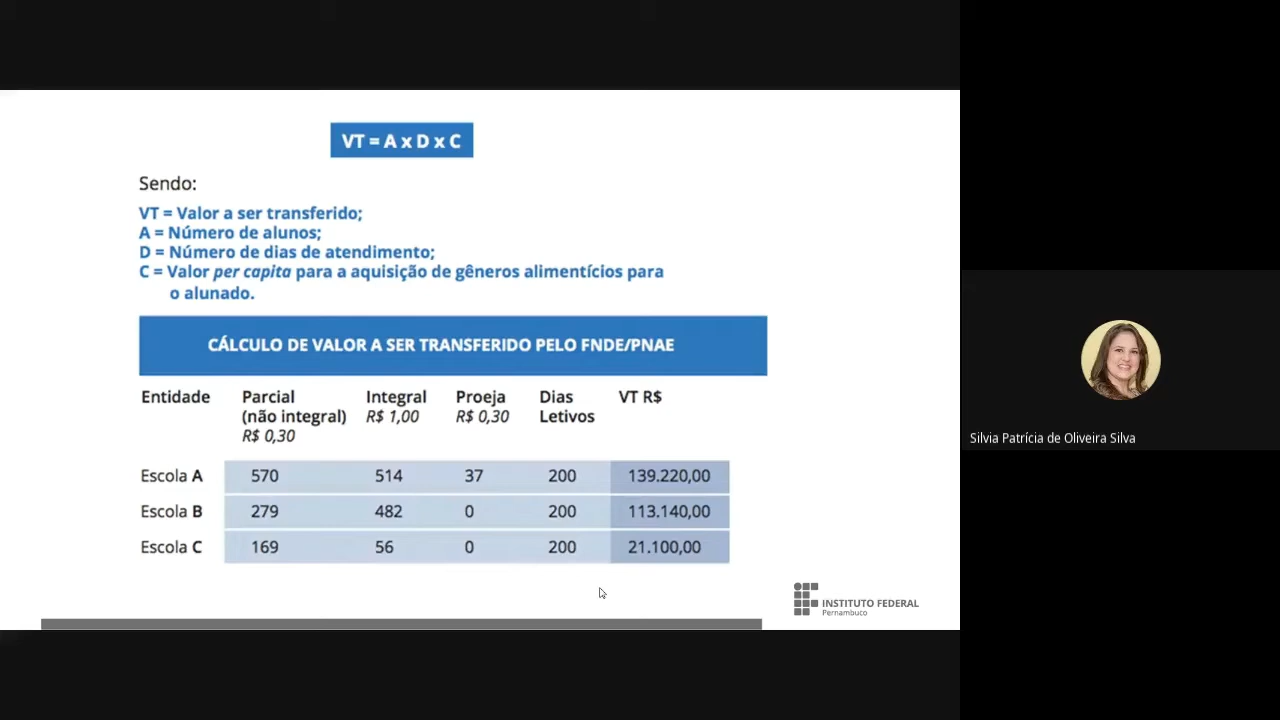 VT = A x D x C
Sendo:
VT = Valor a ser transferido;
A = Número de alunos;
D = Número de dias de atendimento;
C = Valor per capita para a aquisição de gêneros alimentícios para
o alunado.
CÁLCULO DE VALOR A SER TRANSFERIDO PELO FNDE/PNAE
Entidade Parcial Integral Proeja Dias VT R$
(não integral) R$ 1,00 R$ 0,30 Letivos
R$ 0,30
Escola A 570 514 37 200 139.220,00
Escola B 279 482 0 200 113.140,00
Escola C 169 56 0 200 21.100,00
INSTITUTO FEDERAL
Pernambuco
Silvia Patrícia de Oliveira Silva